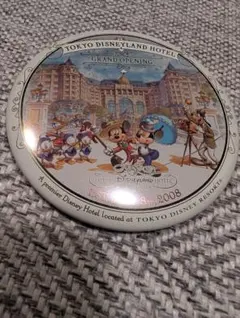 TOKYO DISNEYLAND HOTEL
GRAND OPENING
2008
A premier Disney Hotel located at TOKYO DISNEY RESORT